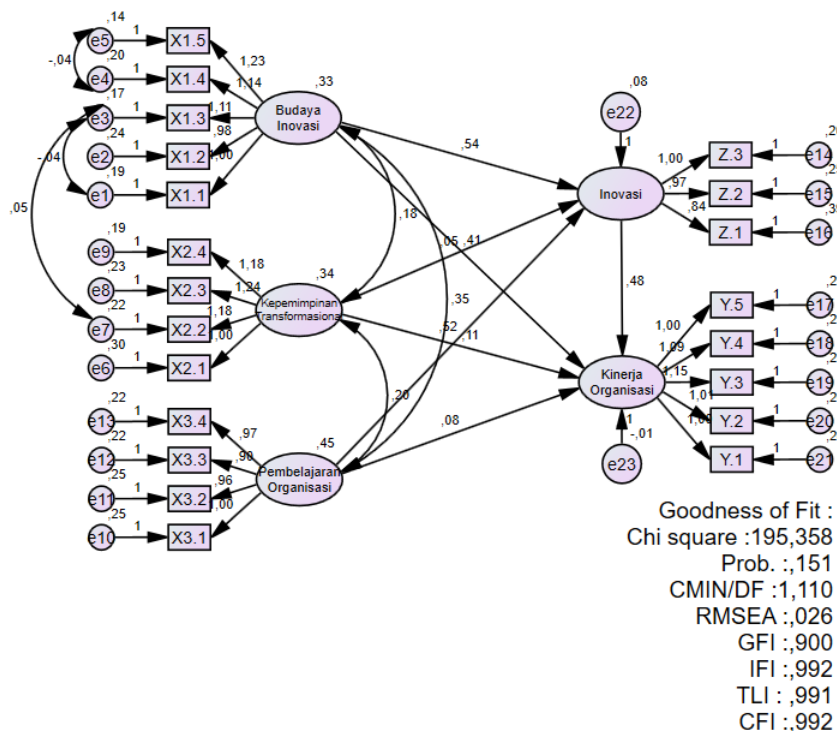 ,14
e5
1
X1.5
-,04
,20
e4
1
X1.4
,17
e3
1
X1.3
,24
e2
1
X1.2
-,04
,19
e1
1
X1.1
,05
1,23
1,14
1,11
,98
1,00
,33
Budaya
Inovasi
,19
e9
1
X2.4
,23
e8
1
X2.3
,22
e7
1
X2.2
,30
e6
1
X2.1
1,18
1,24
1,18
1,00
,34
Kepemimpinan
Transformasional
,22
e13
1
X3.4
,22
e12
1
X3.3
,25
e11
1
X3.2
,25
e10
1
X3.1
,97
,90
,96
1,00
,45
Pembelajaran
Organisasi
,18
,35
,20
,54
,05
,41
,52
,11
,08
,48
,08
e22
1
Inovasi
1,00
,97
,84
Z.3
1
e14
Z.2
1
e15
Z.1
1
e16
Kinerja
Organisasi
1
-,01
e23
1,00
1,09
1,15
1,01
Y.5
1
e17
Y.4
1
e18
Y.3
1
e19
Y.2
1
e20
Y.1
1
e21
Goodness of Fit :
Chi square :195,358
Prob. :,151
CMIN/DF :1,110
RMSEA :,026
GFI :,900
IFI :,992
TLI : ,991
CFI : ,992